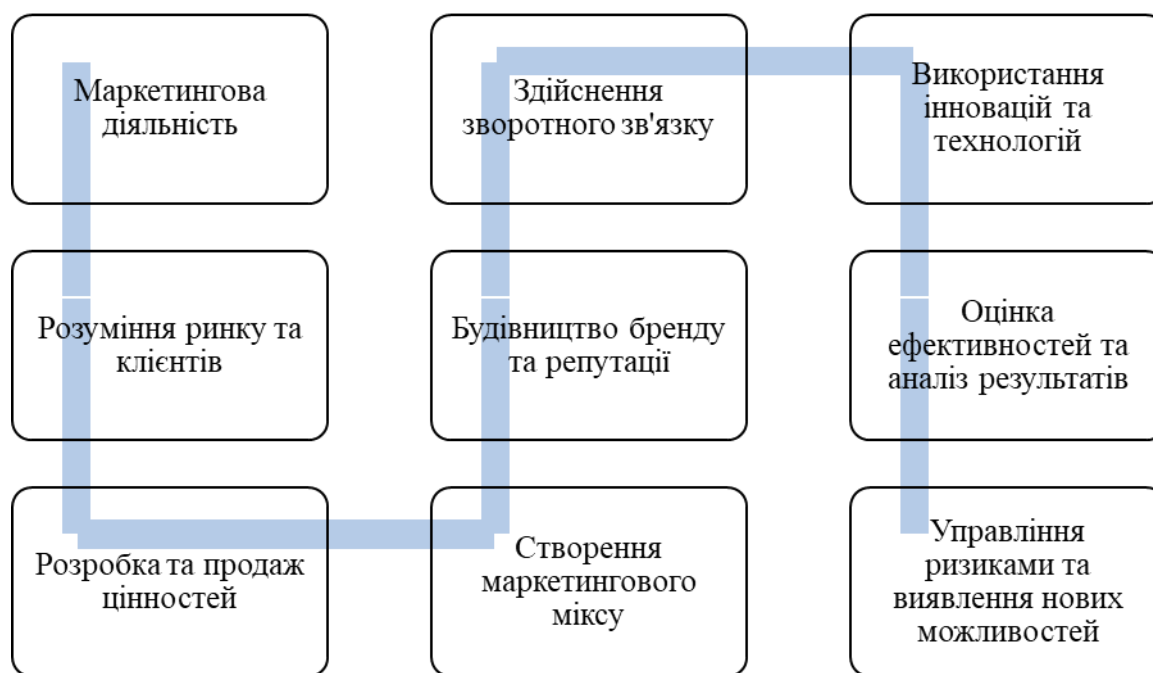 Маркетингова
діяльність
Розуміння ринку та
клієнтів
Розробка та продаж
цінностей
Створення
маркетингового
міксу
Будівництво бренду
та репутації
Здійснення
зворотного зв'язку
Використання
інновацій та
технологій
Оцінка
ефективностей та
аналіз результатів
Управління
ризиками та
виявлення нових
можливостей